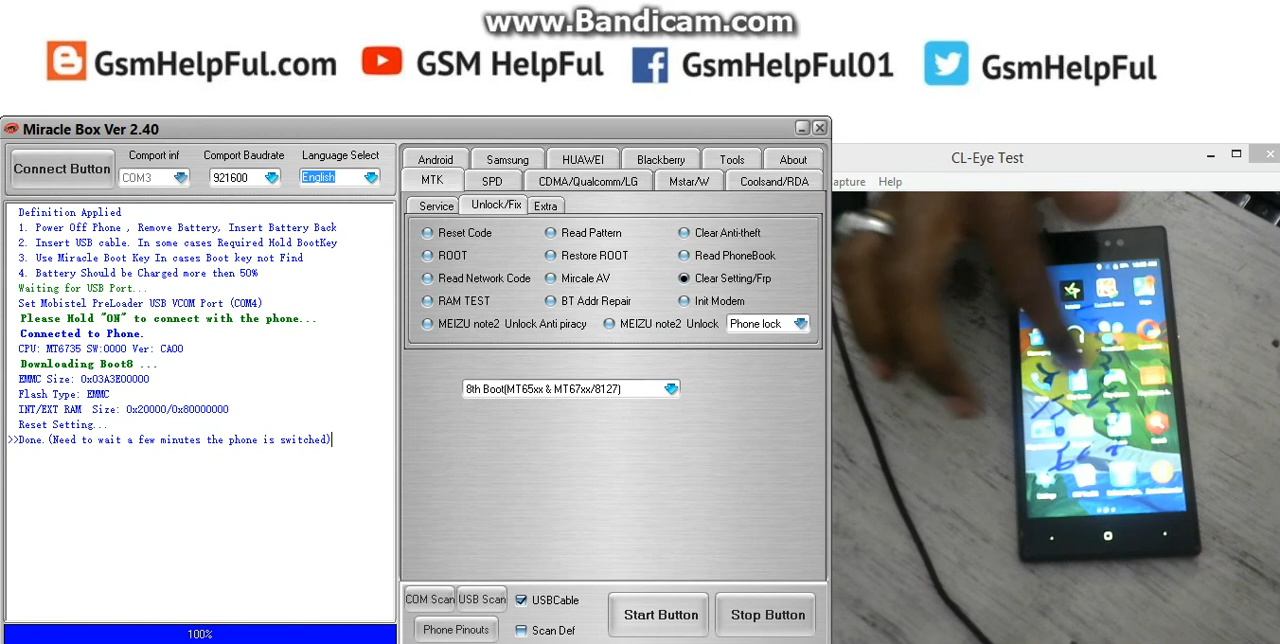 www.Bandicam.com
GsmHelpFul.com GSM HelpFul GsmHelpFul01 GsmHelpFul
Miracle Box Ver 2.40
Connect Button
Comport inf Comport Baudrate Language Select
COM3 921600 English
Definition Applied
1. Power Off Phone , Remove Battery, Insert Battery Back
2. Insert USB cable. In some cases Required Hold BootKey
3. Use Miracle Boot Key In cases Boot key not Find
4. Battery Should be Charged more then 50%
Waiting for USB Port...
Set Mobistel PreLoader USB VCOM Port (COM4)
Please Hold "ON" to connect with the phone...
Connected to Phone.
CPU: MT6735 SW:0000 Ver: CA00
Downloading Boot8 ...
EMMC Size: 0x03A3E00000
Flash Type: EMMC
INT/EXT RAM Size: 0x20000/0x80000000
Reset Setting...
>>Done.(Need to wait a few minutes the phone is switched)
100%
Android Samsung HUAWEI Blackberry Tools About
MTK SPD CDMA/Qualcomm/LG Mstar/W Coolsand/RDA
Service Unlock/Fix Extra
Reset Code Read Pattern Clear Anti-theft
ROOT Restore ROOT Read PhoneBook
Read Network Code Mircale AV Clear Setting/Frp
RAM TEST BT Addr Repair Init Modem
MEIZU note2 Unlock Anti piracy MEIZU note2 Unlock Phone lock
8th Boot(MT65xx & MT67xx/8127)
COM Scan USB Scan USBCable Start Button Stop Button
Phone Pinouts Scan Def
CL-Eye Test
apture Help